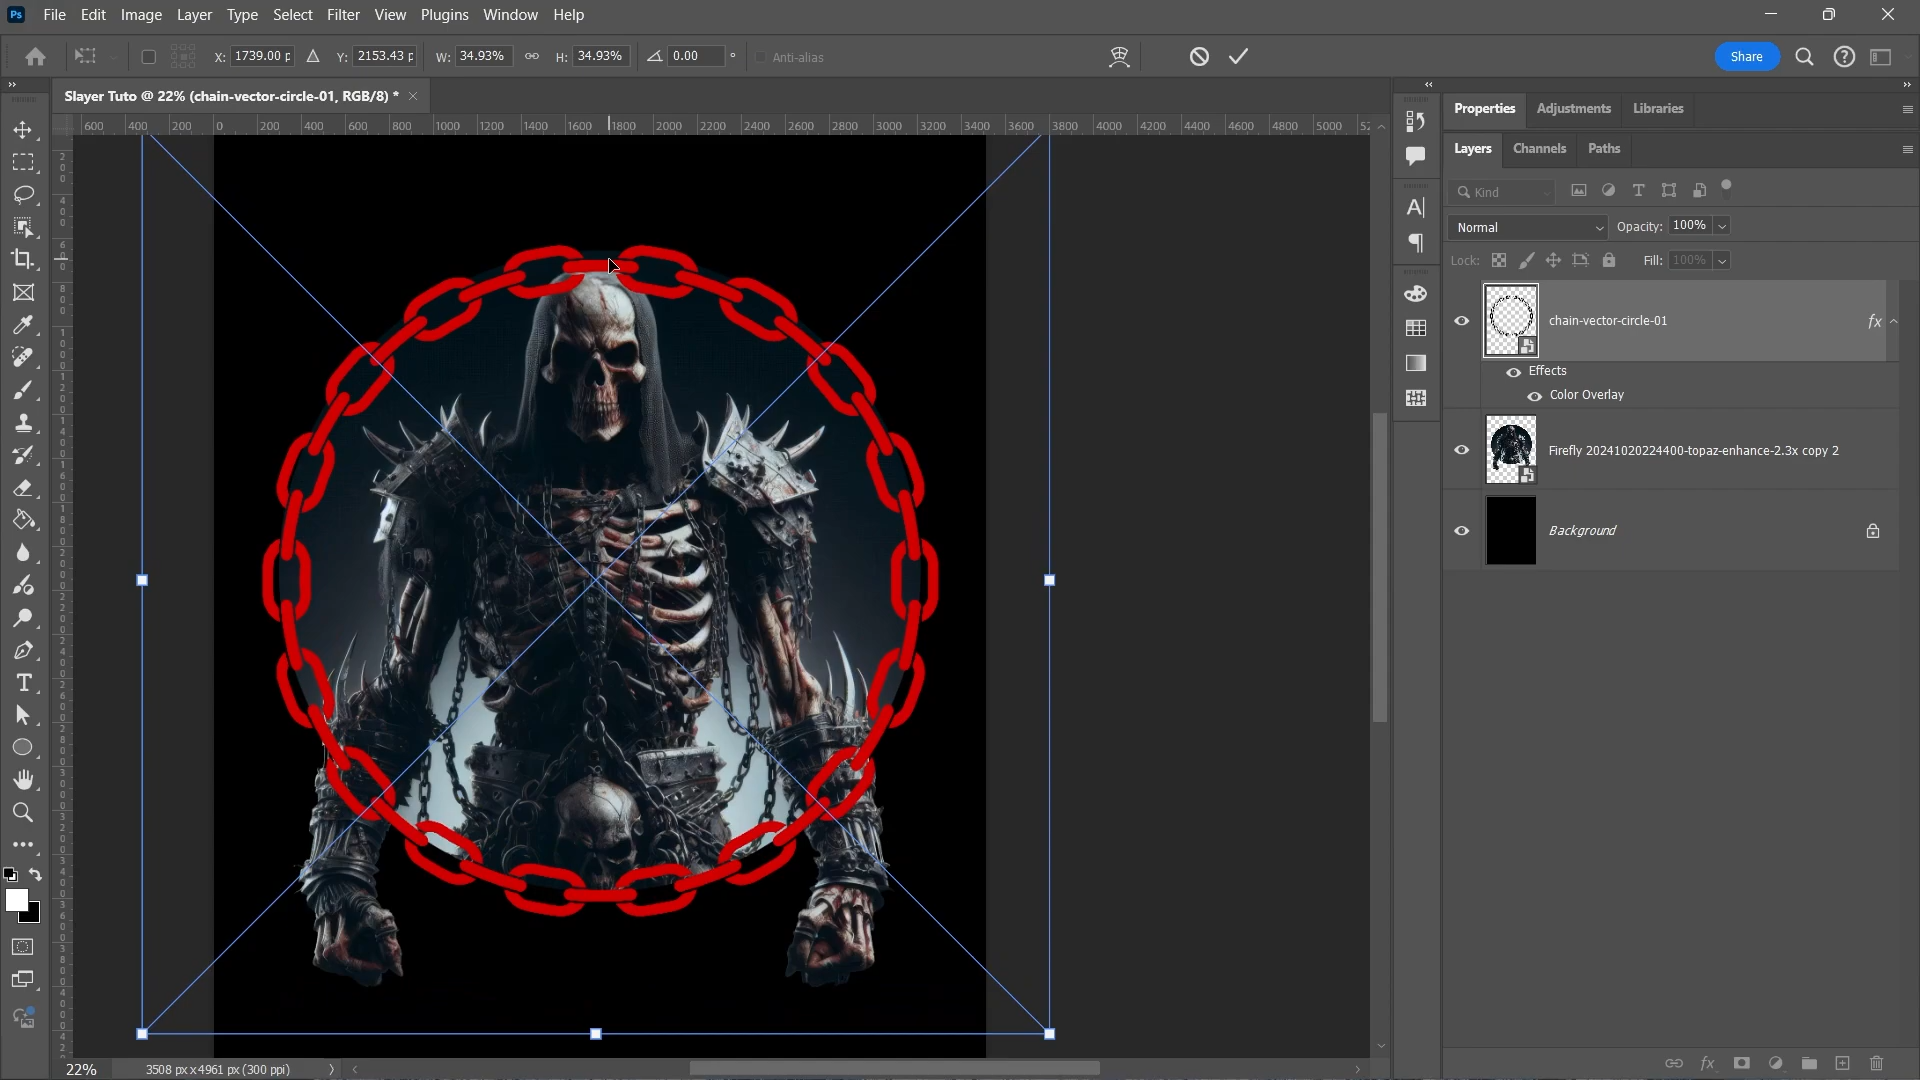 Ps File Edit Image Layer Type Select Filter View Plugins Window Help
X: 1739.00 p Y: 2153.43 p W: 34.93% H: 34.93% 0.00 ° Anti-alias Share
Slayer Tuto @ 22% (chain-vector-circle-01, RGB/8) *
600 400 200 0 200 400 600 800 1000 1200 1400 1600 1800 2000 2200 2400 2600 2800 3000 3200 3400 3600 3800 4000 4200 4400 4600 4800 5000
Properties Adjustments Libraries
Layers Channels Paths
Kind
Normal Opacity: 100%
Lock: Fill: 100%
chain-vector-circle-01 fx
Effects
Color Overlay
Firefly 20241020224400-topaz-enhance-2.3x copy 2
Background
22% 3508 px x 4961 px (300 ppi)
fx